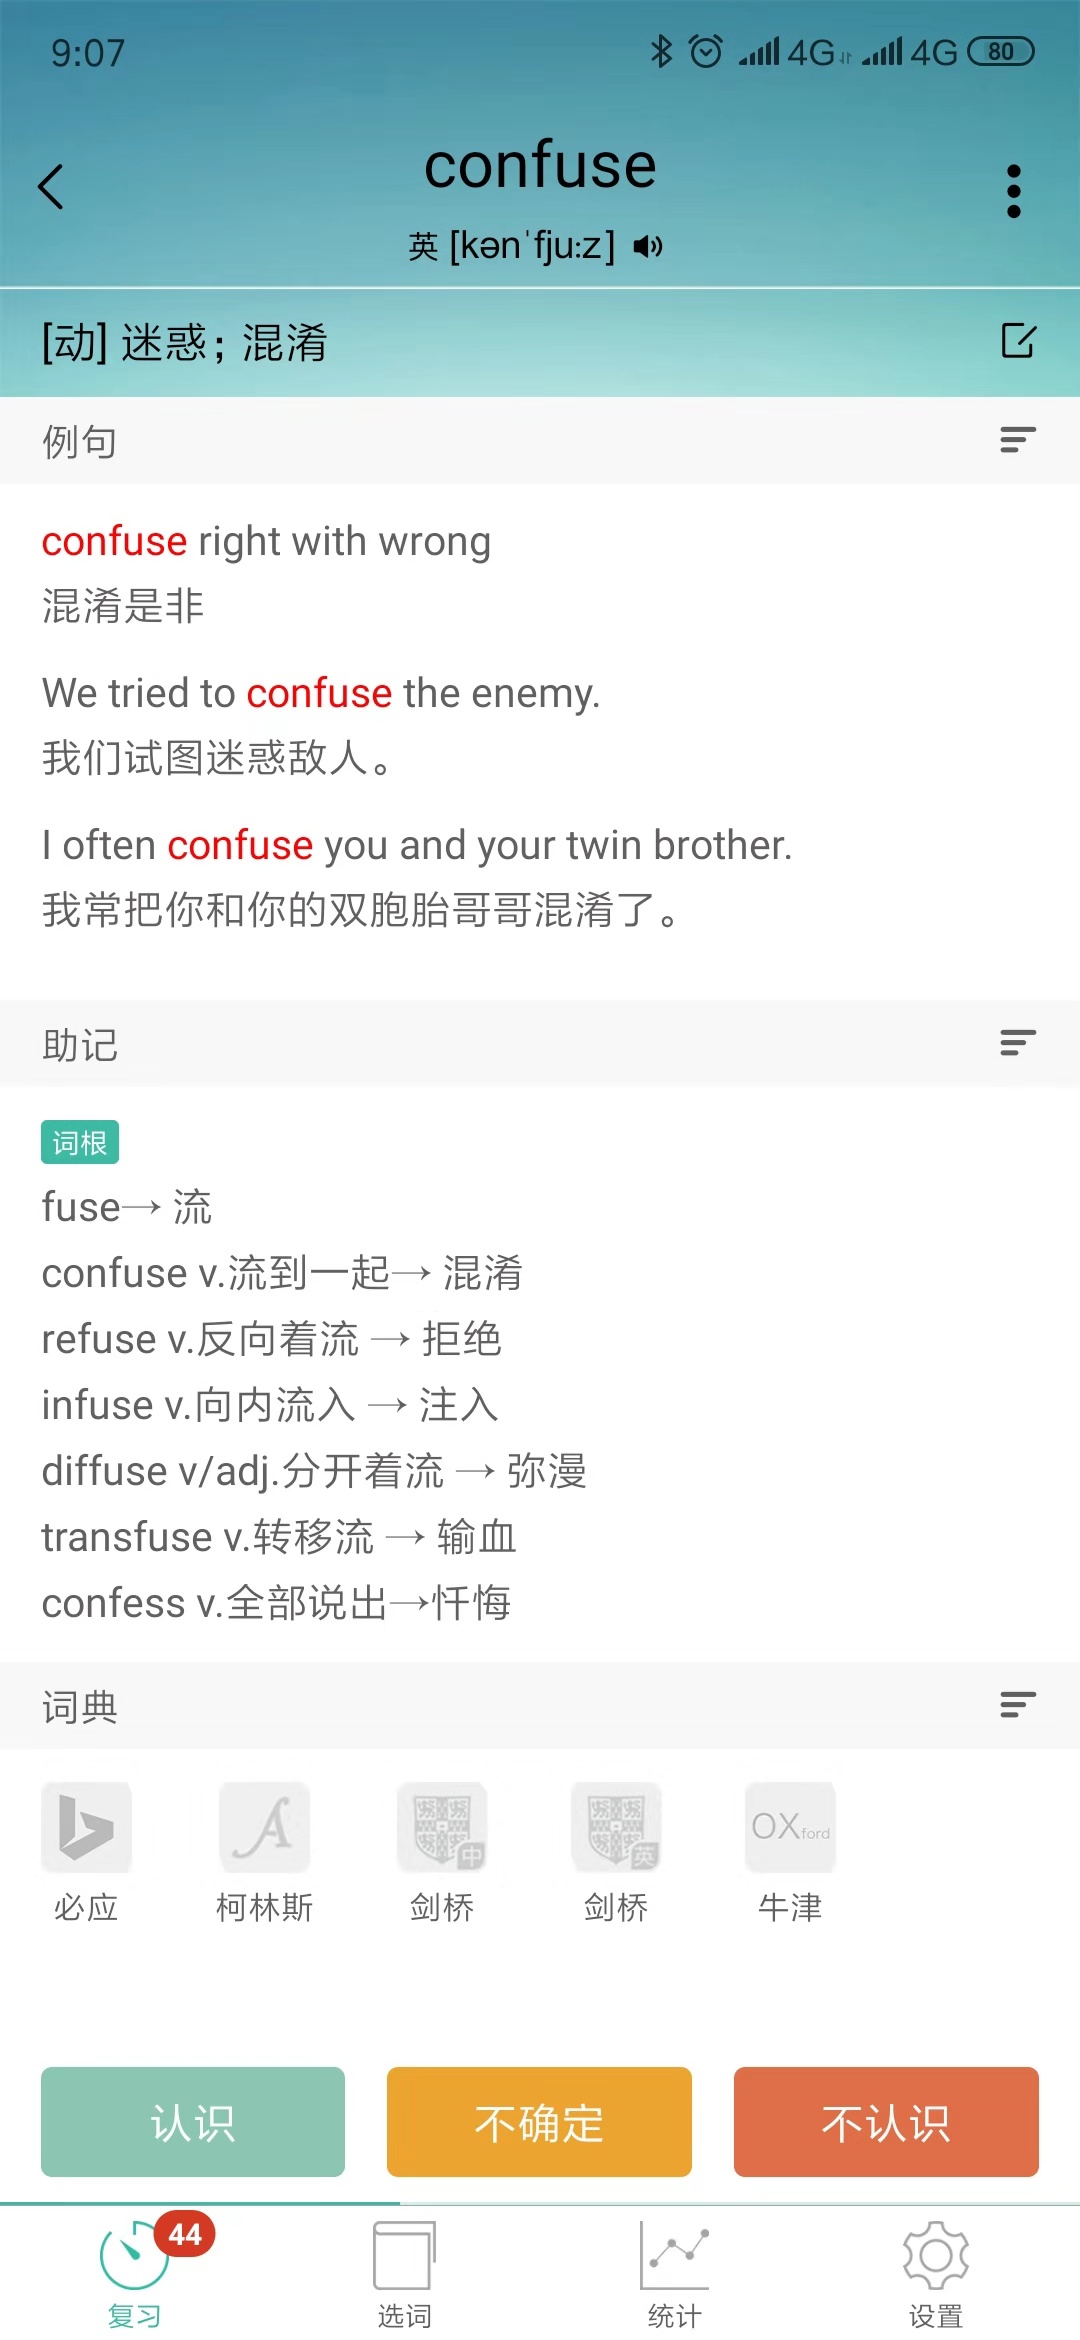 9:07
4G
4G
80
confuse
英 [kənˈfju:z]
[动] 迷惑；混淆
例句
confuse right with wrong
混淆是非
We tried to confuse the enemy.
我们试图迷惑敌人。
I often confuse you and your twin brother.
我常把你和你的双胞胎哥哥混淆了。
助记
词根
fuse→ 流
confuse v.流到一起→ 混淆
refuse v.反向着流 → 拒绝
infuse v.向内流入 → 注入
diffuse v/adj.分开着流 → 弥漫
transfuse v.转移流 → 输血
confess v.全部说出→忏悔
词典
中
英
OXford
必应
柯林斯
剑桥
剑桥
牛津
认识
不确定
不认识
44
复习
选词
统计
设置